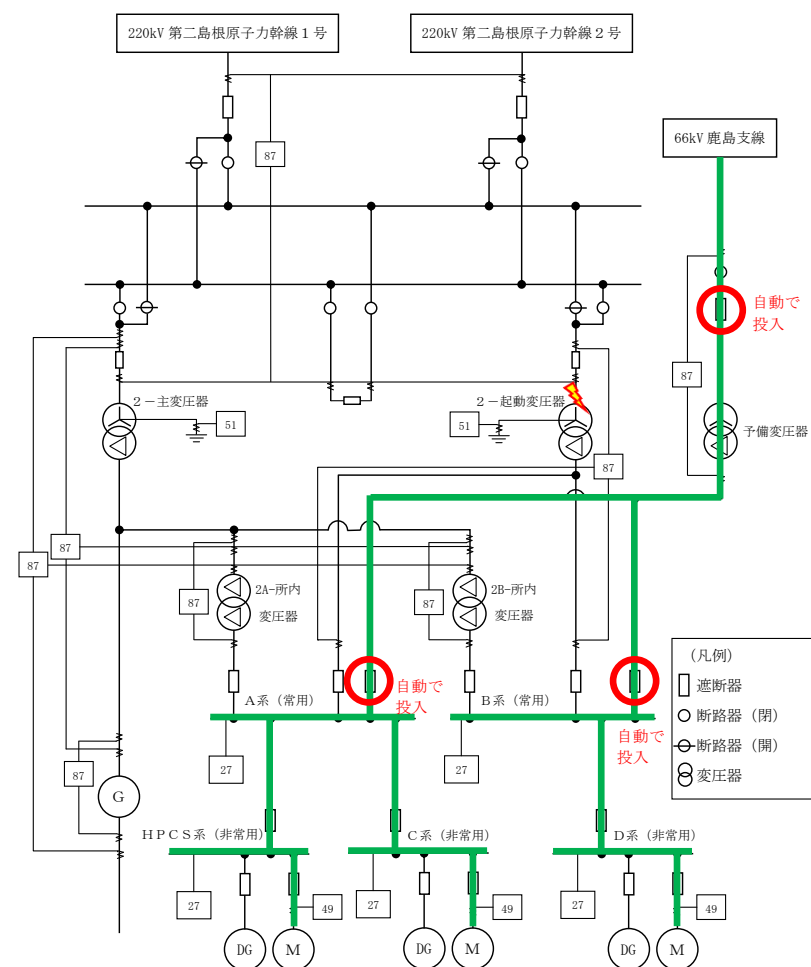 220kV 第二島根原子力幹線１号
220kV 第二島根原子力幹線２号
66kV 鹿島支線
87
自動で
投入
87
２－主変圧器
51
２－起動変圧器
51
予備変圧器
87
87
87
87
2A-所内
変圧器
87
2B-所内
変圧器
自動で
投入
自動で
投入
A系（常用）
B系（常用）
27
27
(凡例)
遮断器
断路器（閉）
断路器（開）
変圧器
87
G
HPCS系（非常用）
C系（非常用）
D系（非常用）
27
49
27
49
27
49
DG
M
DG
M
DG
M